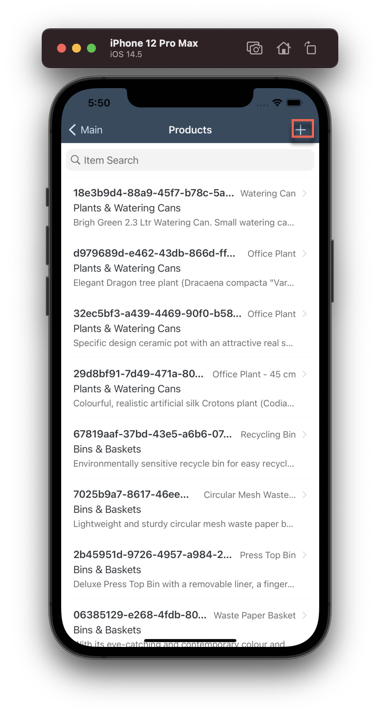 iPhone 12 Pro Max
iOS 14.5
5:50
Main
Products
Item Search
18e3b9d4-88a9-45f7-b78c-5a... Watering Can
Plants & Watering Cans
Brigh Green 2.3 Ltr Watering Can. Small watering ca...
d979689d-e462-43db-866d-ff... Office Plant
Plants & Watering Cans
Elegant Dragon tree plant (Dracaena compacta "Var...
32ec5bf3-a439-4469-90f0-b58... Office Plant
Plants & Watering Cans
Specific design ceramic pot with an attractive real s...
29d8bf91-7d49-471a-80... Office Plant - 45 cm
Plants & Watering Cans
Colourful, realistic artificial silk Crotons plant (Codia...
67819aaf-37bd-43e5-a6b6-07... Recycling Bin
Bins & Baskets
Environmentally sensitive recycle bin for easy recycl...
7025b9a7-8617-46ee... Circular Mesh Waste...
Bins & Baskets
Lightweight and sturdy circular mesh waste paper b...
2b45951d-9726-4957-a984-2... Press Top Bin
Bins & Baskets
Deluxe Press Top Bin with a removable liner, a finger...
06385129-e268-4fdb-80... Waste Paper Basket
Bins & Baskets
With its eye-catching and contemporary colour and